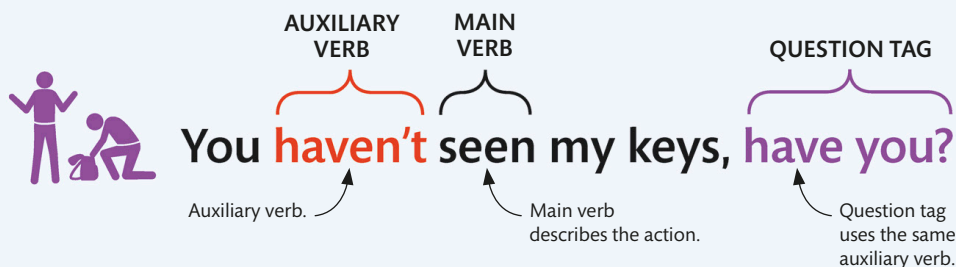 AUXILIARY
VERB
MAIN
VERB
QUESTION TAG
You haven't seen my keys, have you?
Auxiliary verb.
Main verb
describes the action.
Question tag
uses the same
auxiliary verb.